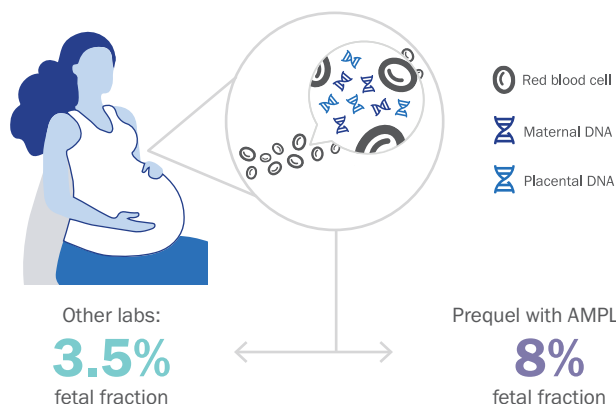 Red blood cell
Maternal DNA
Placental DNA
Other labs:
3.5%
fetal fraction
Prequel with AMPL
8%
fetal fraction